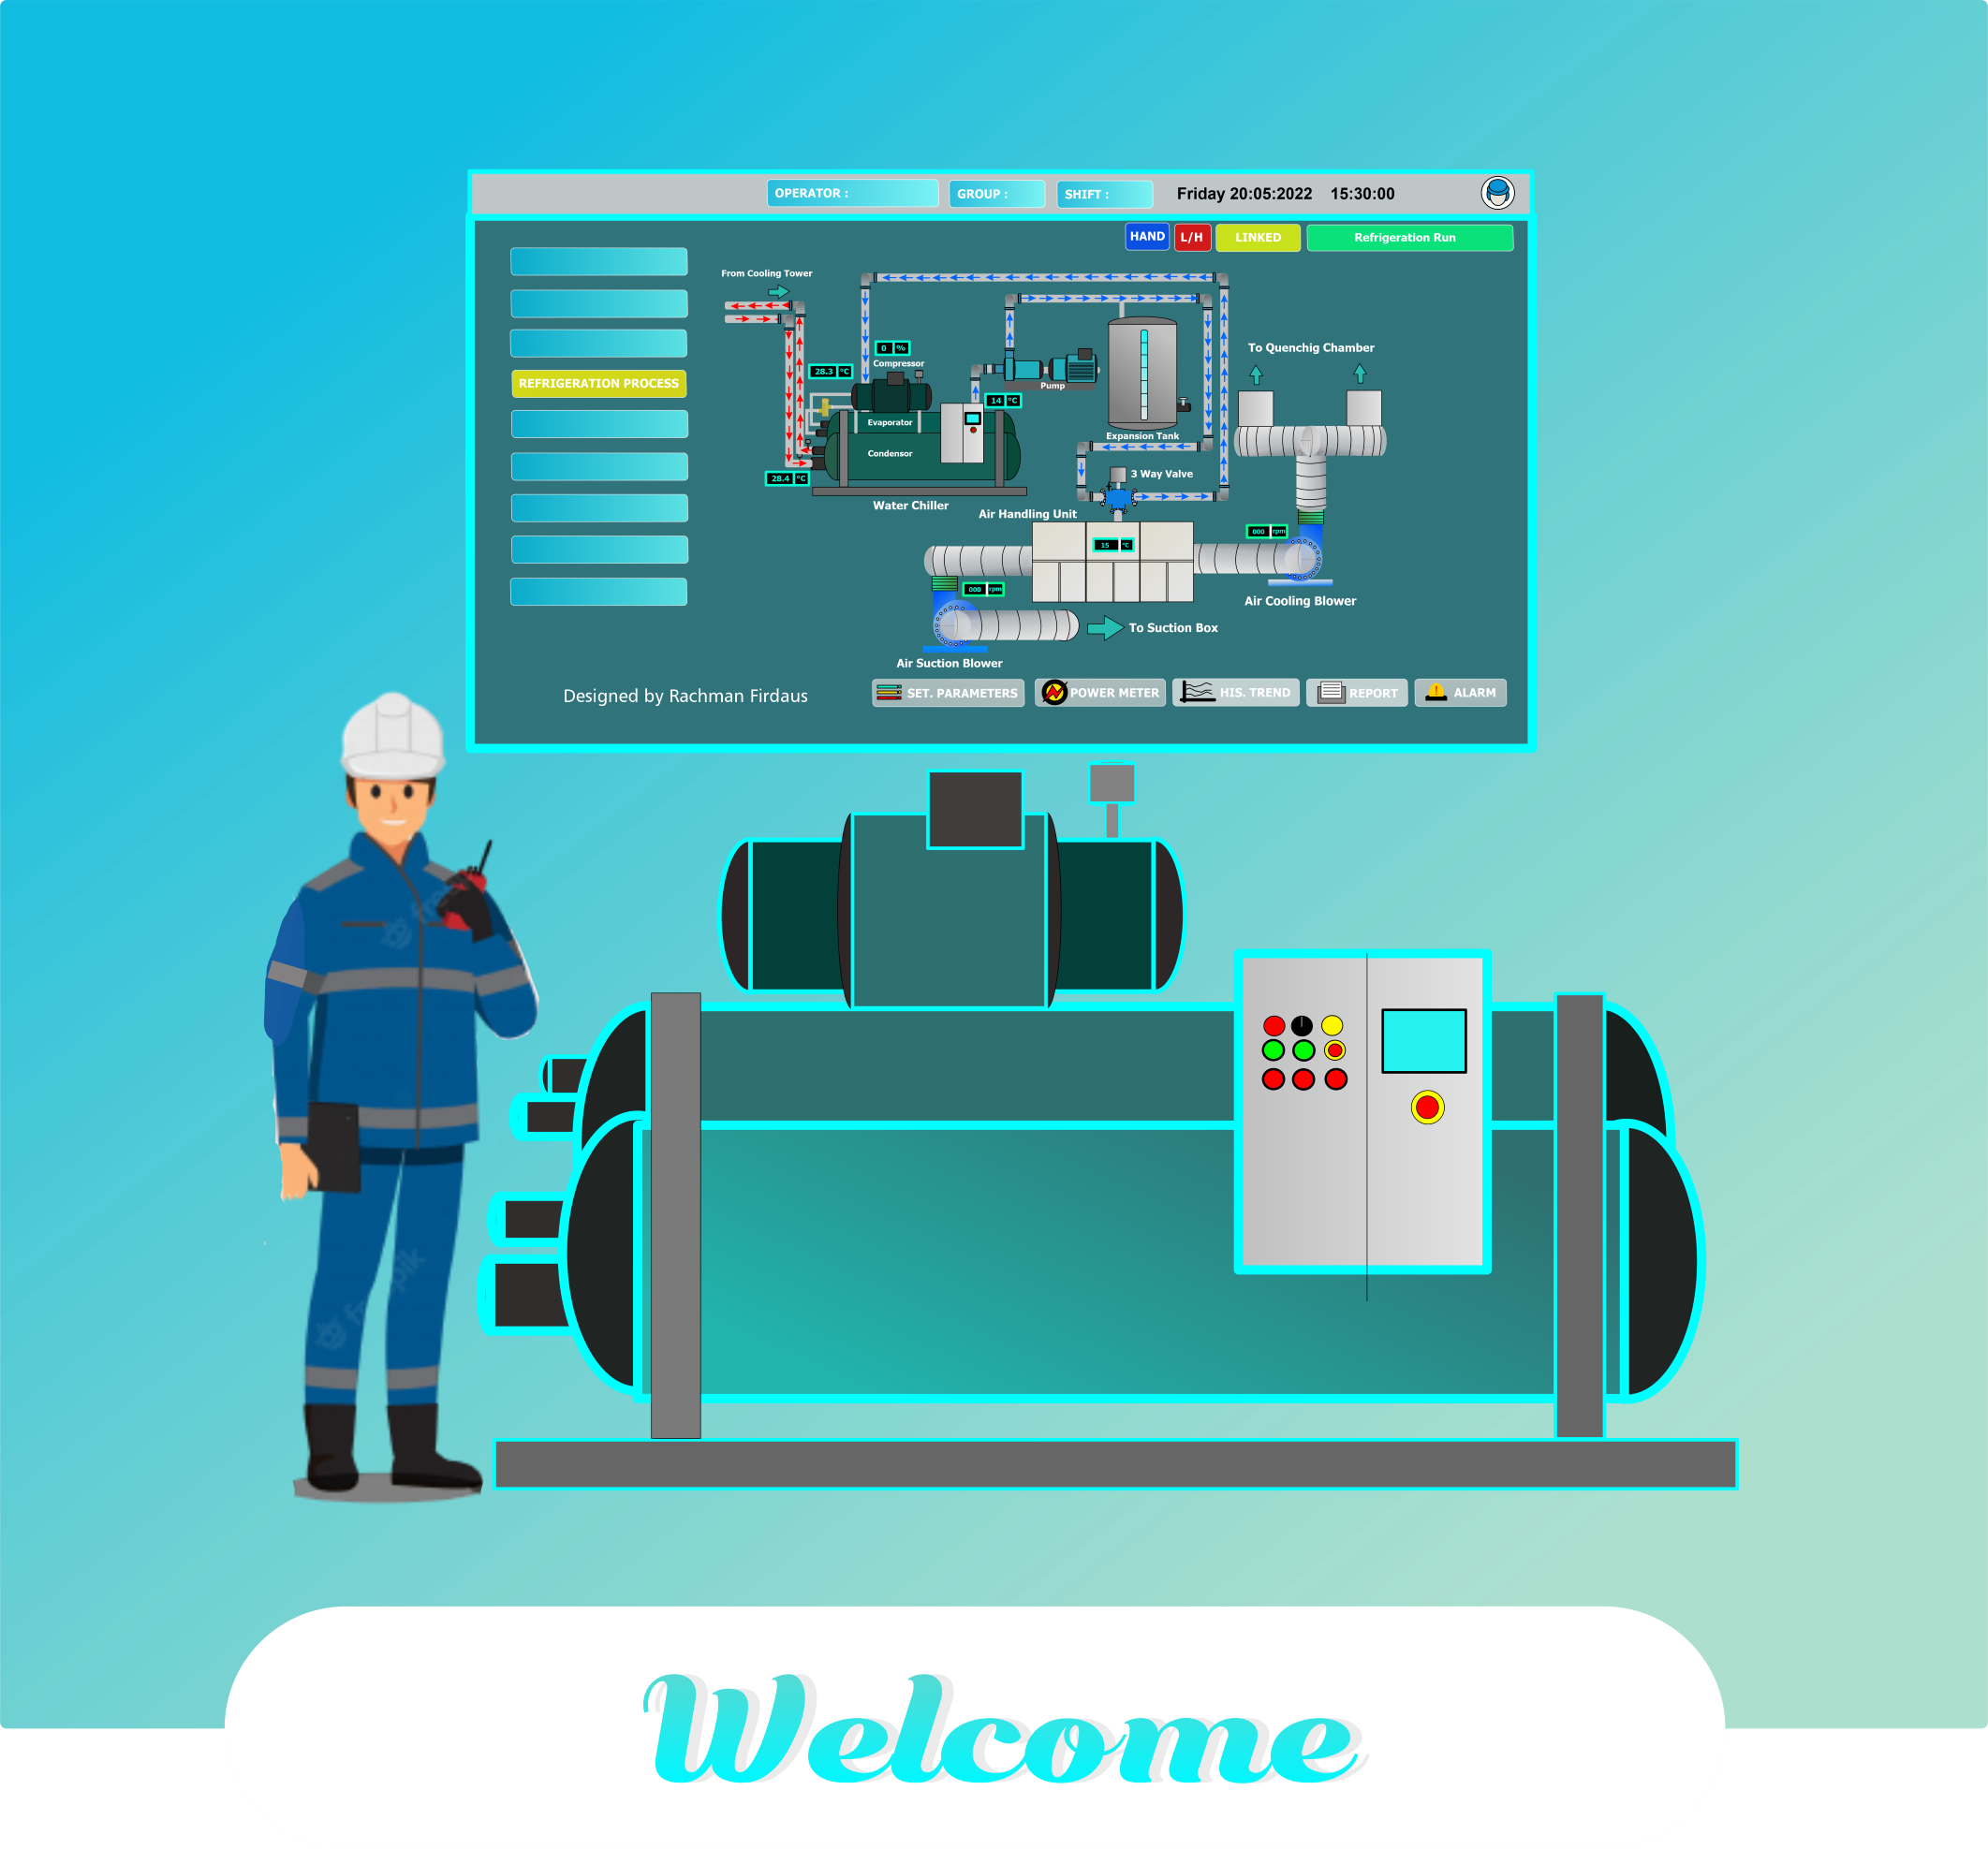 OPERATOR :
GROUP :
SHIFT :
Friday 20:05:2022 15:30:00
HAND
L/H
LINKED
Refrigeration Run
From Cooling Tower
REFRIGERATION PROCESS
0 %
Compressor
28.3 °C
14 °C
Evaporator
Condensor
28.4 °C
Water Chiller
Pump
Expansion Tank
3 Way Valve
To Quenchig Chamber
Air Handling Unit
15 °C
000 rpm
Air Cooling Blower
000 rpm
To Suction Box
Air Suction Blower
Designed by Rachman Firdaus
SET. PARAMETERS
POWER METER
HIS. TREND
REPORT
ALARM
Welcome